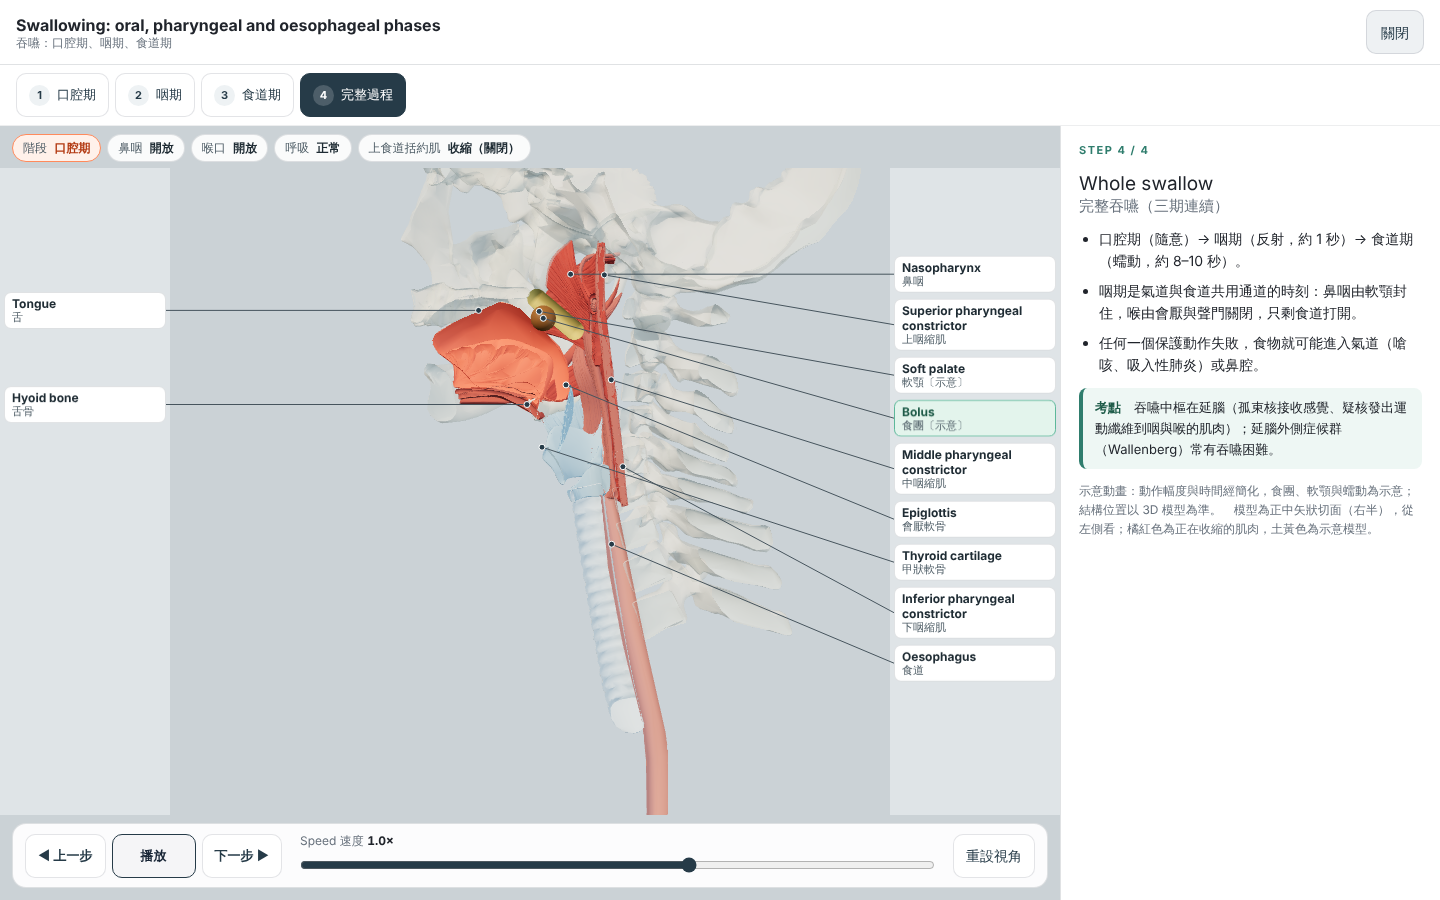 Swallowing: oral, pharyngeal and oesophageal phases
吞嚥：口腔期、咽期、食道期
關閉
1 口腔期
2 咽期
3 食道期
4 完整過程
階段 口腔期
鼻咽 開放
喉口 開放
呼吸 正常
上食道括約肌 收縮（關閉）
Tongue
舌
Hyoid bone
舌骨
Nasopharynx
鼻咽
Superior pharyngeal
constrictor
上咽縮肌
Soft palate
軟顎〔示意〕
Bolus
食團〔示意〕
Middle pharyngeal
constrictor
中咽縮肌
Epiglottis
會厭軟骨
Thyroid cartilage
甲狀軟骨
Inferior pharyngeal
constrictor
下咽縮肌
Oesophagus
食道
◀ 上一步
播放
下一步 ▶
Speed 速度 1.0×
重設視角
STEP 4 / 4
Whole swallow
完整吞嚥（三期連續）
• 口腔期（隨意）→ 咽期（反射，約 1 秒）→ 食道期
（蠕動，約 8–10 秒）。
• 咽期是氣道與食道共用通道的時刻：鼻咽由軟顎封
住，喉由會厭與聲門關閉，只剩食道打開。
• 任何一個保護動作失敗，食物就可能進入氣道（嗆
咳、吸入性肺炎）或鼻腔。
考點 吞嚥中樞在延腦（孤束核接收感覺、疑核發出運
動纖維到咽與喉的肌肉）；延腦外側症候群
（Wallenberg）常有吞嚥困難。
示意動畫：動作幅度與時間經簡化，食團、軟顎與蠕動為示意；
結構位置以 3D 模型為準。 模型為正中矢狀切面（右半），從
左側看；橘紅色為正在收縮的肌肉，土黃色為示意模型。